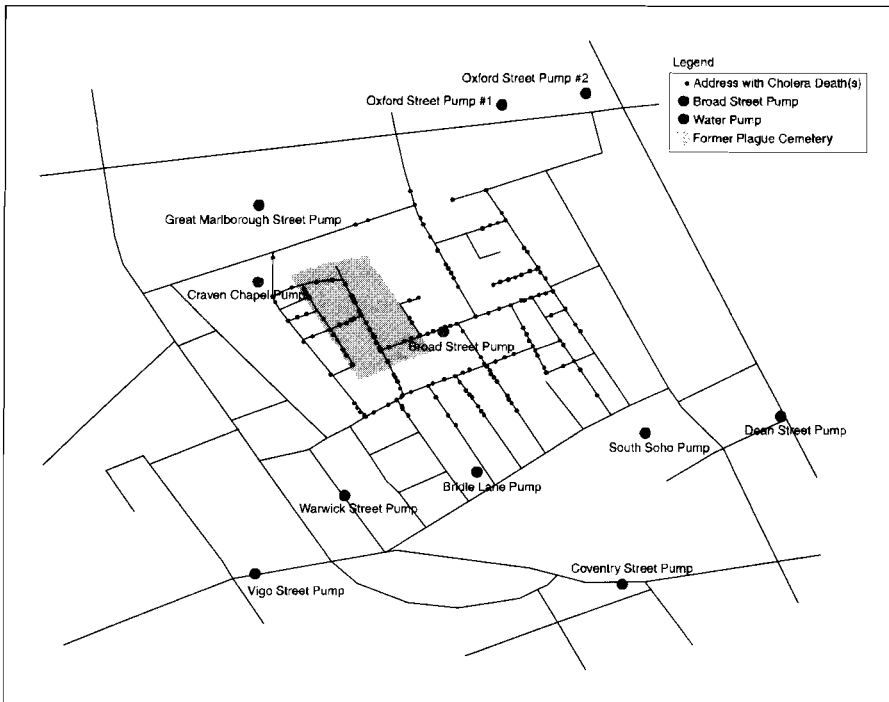 Legend
Oxford Street Pump #2
Address with Cholera Death(s)
Oxford Street Pump #1
Broad Street Pump
Water Pump
Former Plague Cemetery
Great Marlborough Street Pump
Craven Chapel Pump
Broad Street Pump
Dean Street Pump
South Soho Pump
Bridle Lane Pump
Warwick Street Pump
Coventry Street Pump
Vigo Street Pump